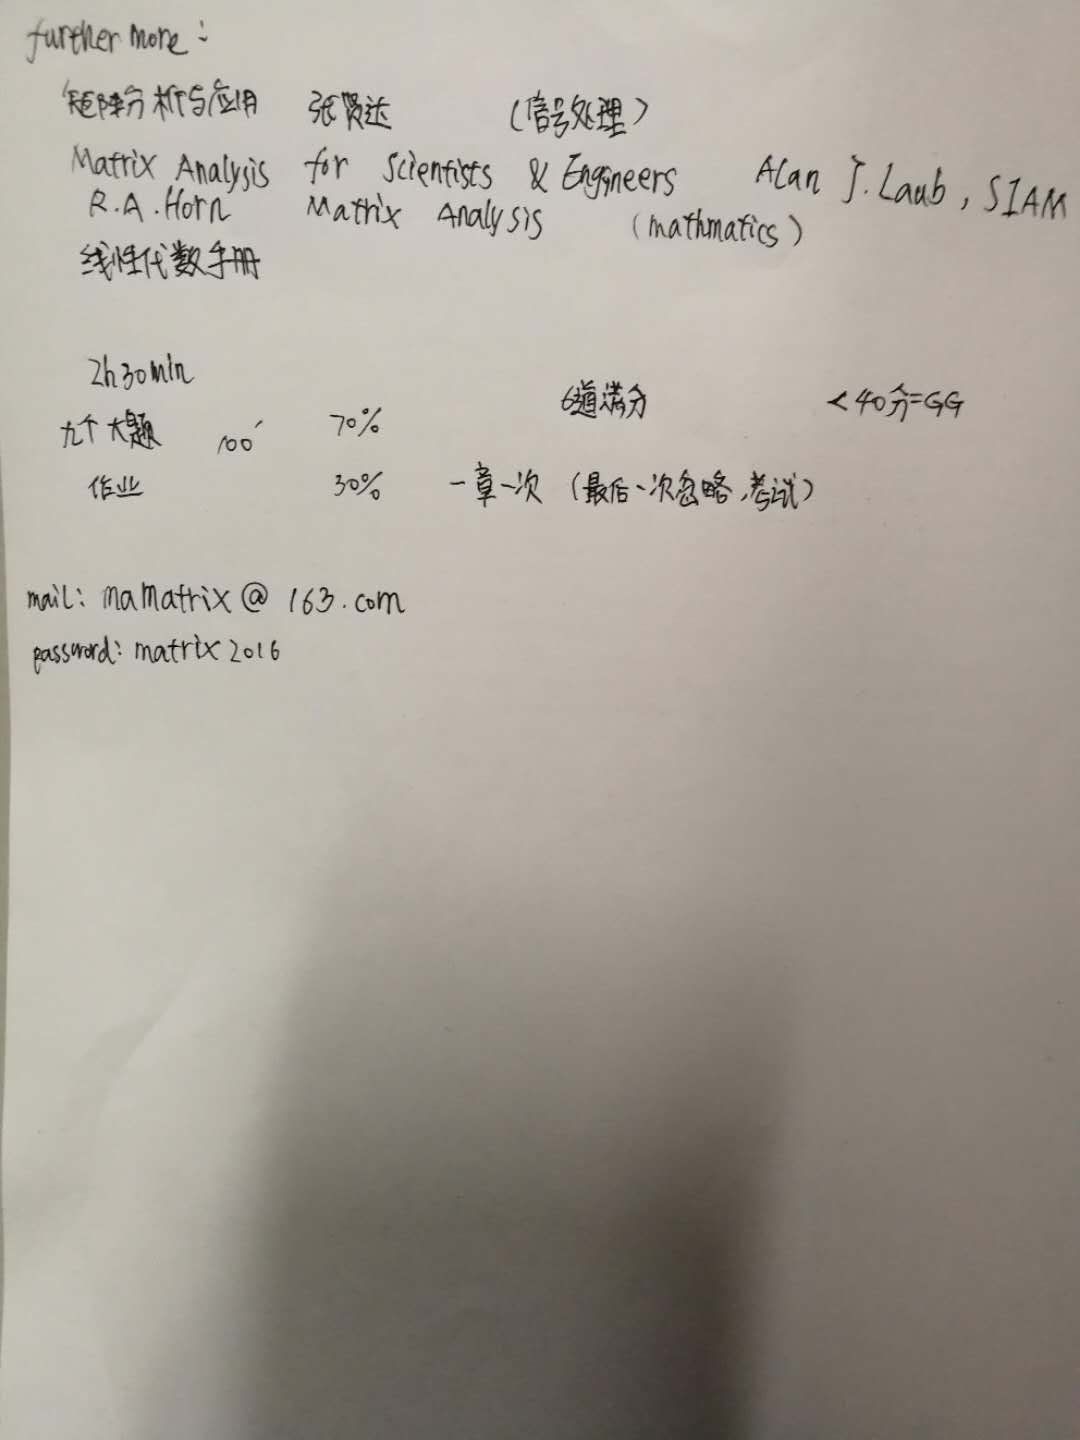 further more:
矩阵分析与应用 张贤达 (信号处理)
Matrix Analysis for Scientists & Engineers Alan J. Laub, SIAM
R.A.Horn Matrix Analysis (mathmatics)
线性代数手册
2h30min
九个大题 100' 70% 6道满分 <40分=GG
作业 30% 一章一次 (最后一次忽略,考试)
mail: mamatrix@163.com
password: matrix2016